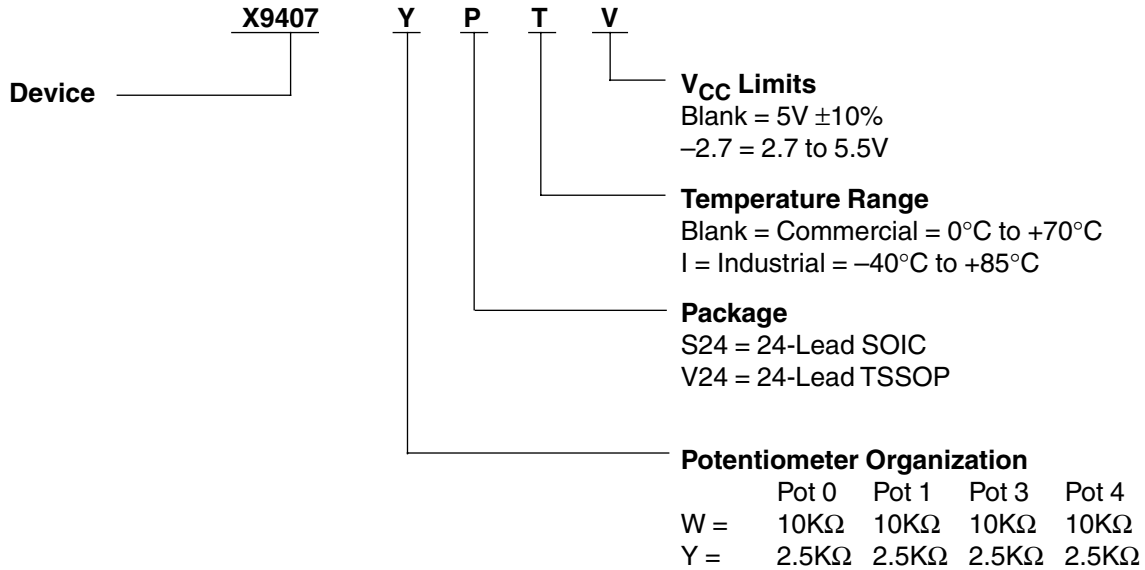 X9407 Y P T V
Device
VCC Limits
Blank = 5V ±10%
–2.7 = 2.7 to 5.5V
Temperature Range
Blank = Commercial = 0°C to +70°C
I = Industrial = –40°C to +85°C
Package
S24 = 24-Lead SOIC
V24 = 24-Lead TSSOP
Potentiometer Organization
Pot 0 Pot 1 Pot 3 Pot 4
W = 10KΩ 10KΩ 10KΩ 10KΩ
Y = 2.5KΩ 2.5KΩ 2.5KΩ 2.5KΩ